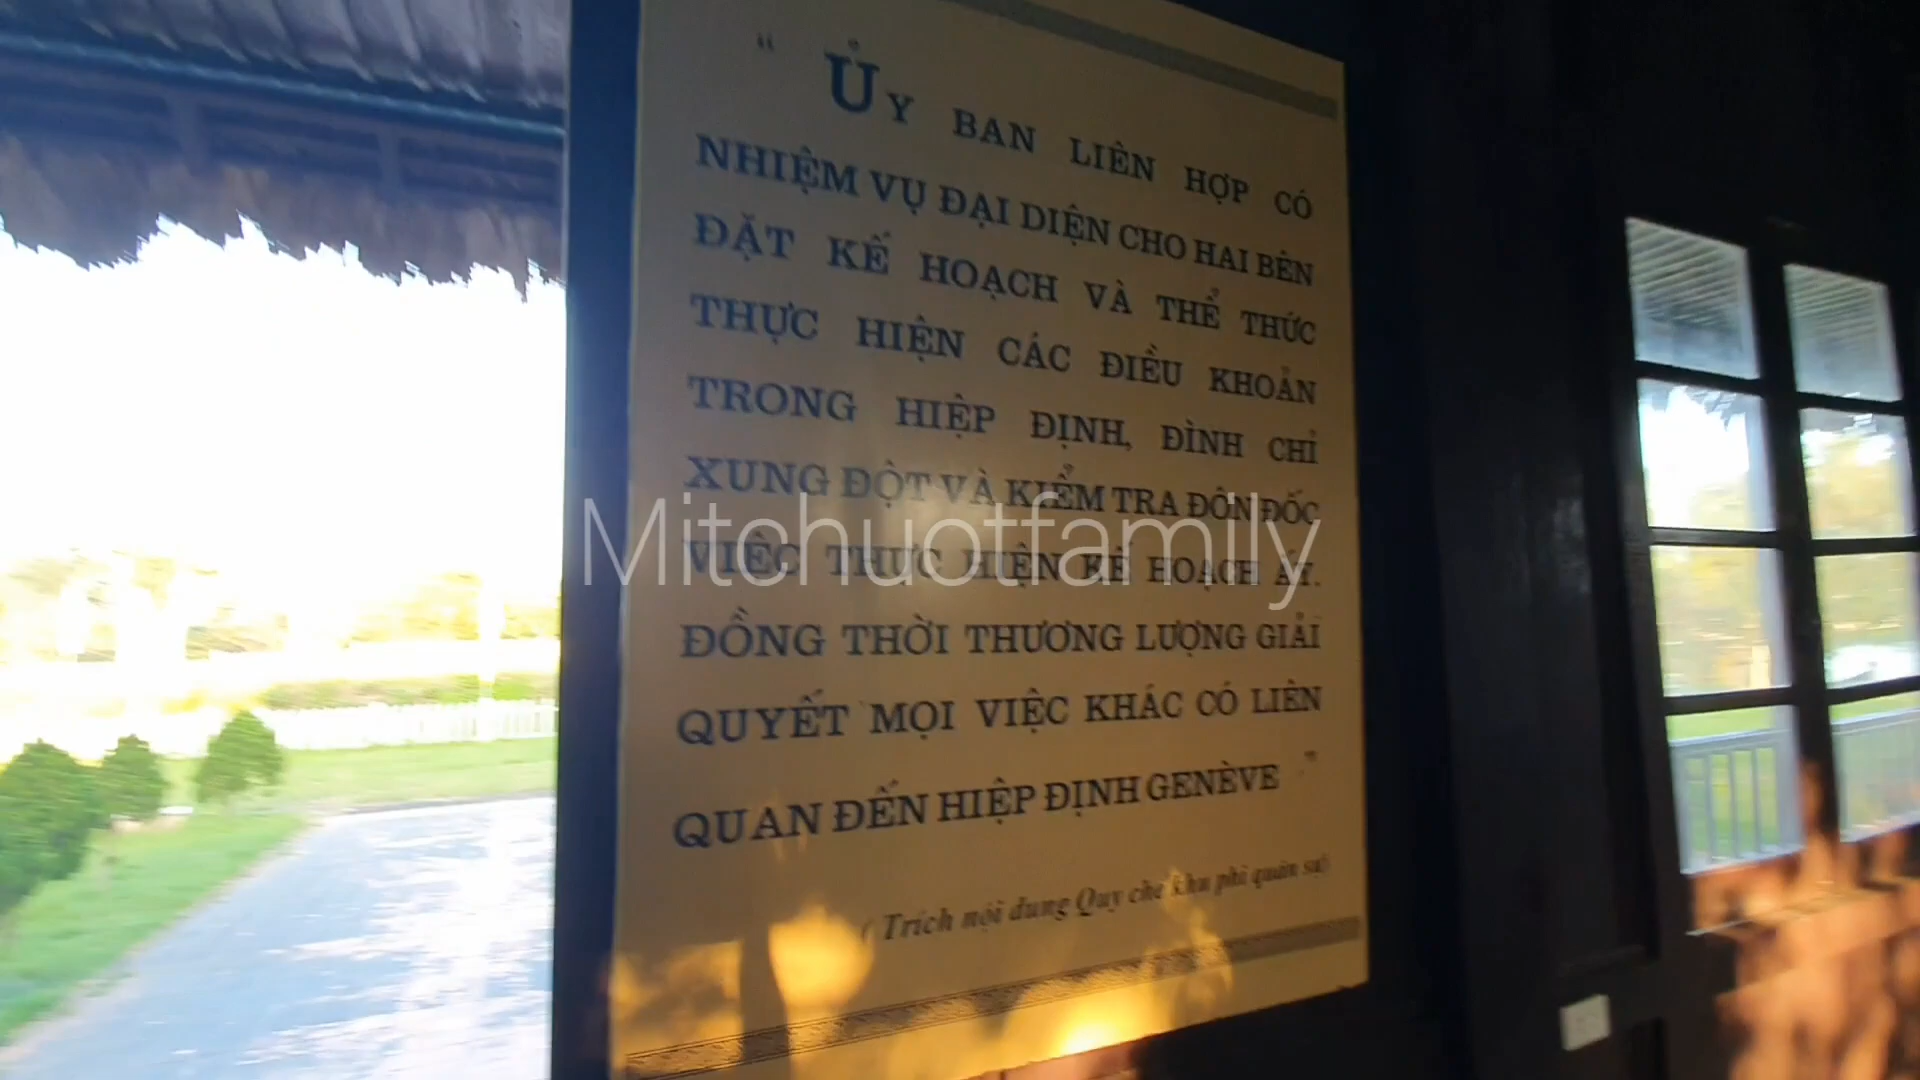 " ỦY BAN LIÊN HỢP CÓ
NHIỆM VỤ ĐẠI DIỆN CHO HAI BÊN
ĐẶT KẾ HOẠCH VÀ THỂ THỨC
THỰC HIỆN CÁC ĐIỀU KHOẢN
TRONG HIỆP ĐỊNH, ĐÌNH CHỈ
XUNG ĐỘT VÀ KIỂM TRA ĐÔN ĐỐC
VIỆC THỰC HIỆN KẾ HOẠCH ẤY.
Mitchuotfamily
ĐỒNG THỜI THƯƠNG LƯỢNG GIẢI
QUYẾT MỌI VIỆC KHÁC CÓ LIÊN
QUAN ĐẾN HIỆP ĐỊNH GENÈVE "
( Trích nội dung Quy chế khu phi quân sự)